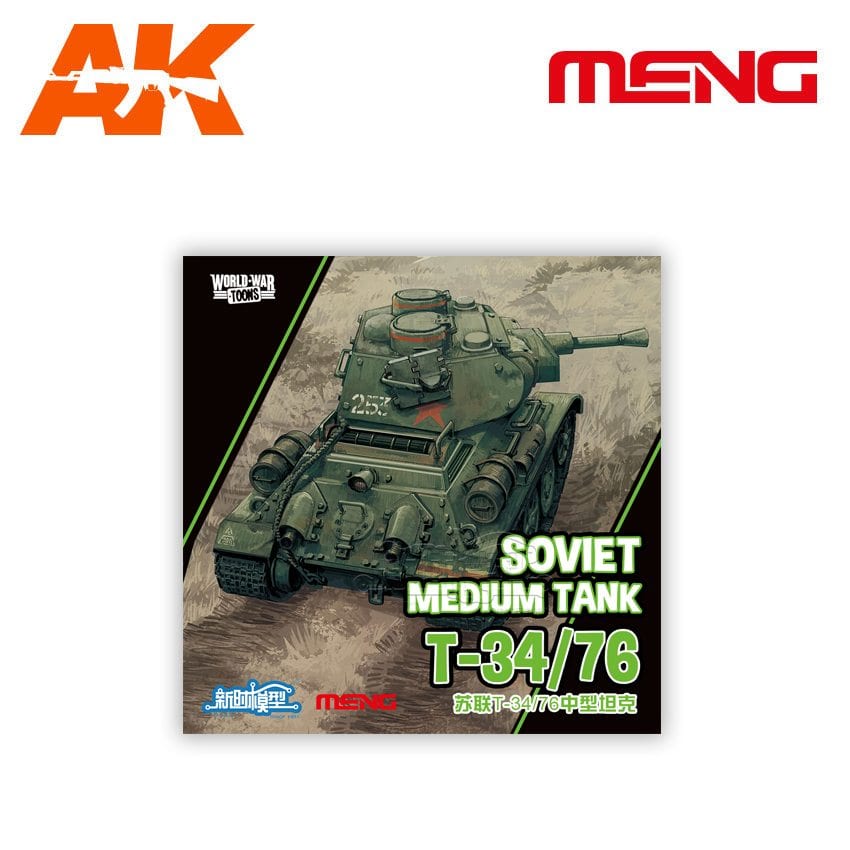 AK
MENG
WORLD WAR
TOONS
253
SOVIET
MEDIUM TANK
T-34/76
新时模型
MENG
苏联T-34/76中型坦克